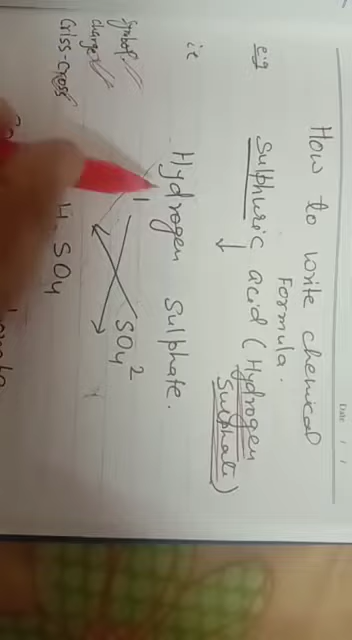 Date / /
How to write chemical
Formula.
e.g Sulphuric acid (Hydrogen
Sulphate)
ie Hydrogen Sulphate.
Symbol
charge 1 SO4 2
Criss-Cross H SO4